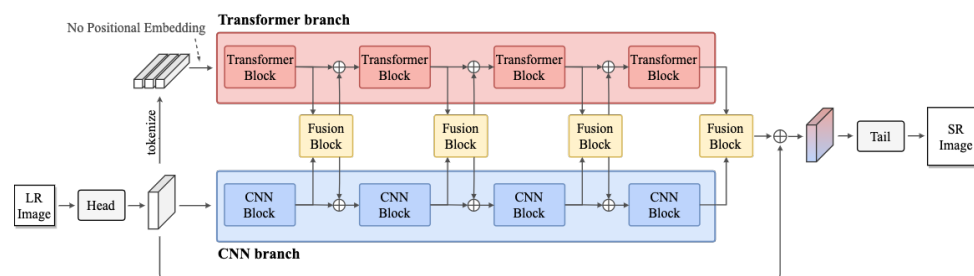 Transformer branch
No Positional Embedding
Transformer
Block
Transformer
Block
Transformer
Block
Transformer
Block
tokenize
Fusion
Block
Fusion
Block
Fusion
Block
Fusion
Block
Tail
SR
Image
LR
Image
Head
CNN
Block
CNN
Block
CNN
Block
CNN
Block
CNN branch